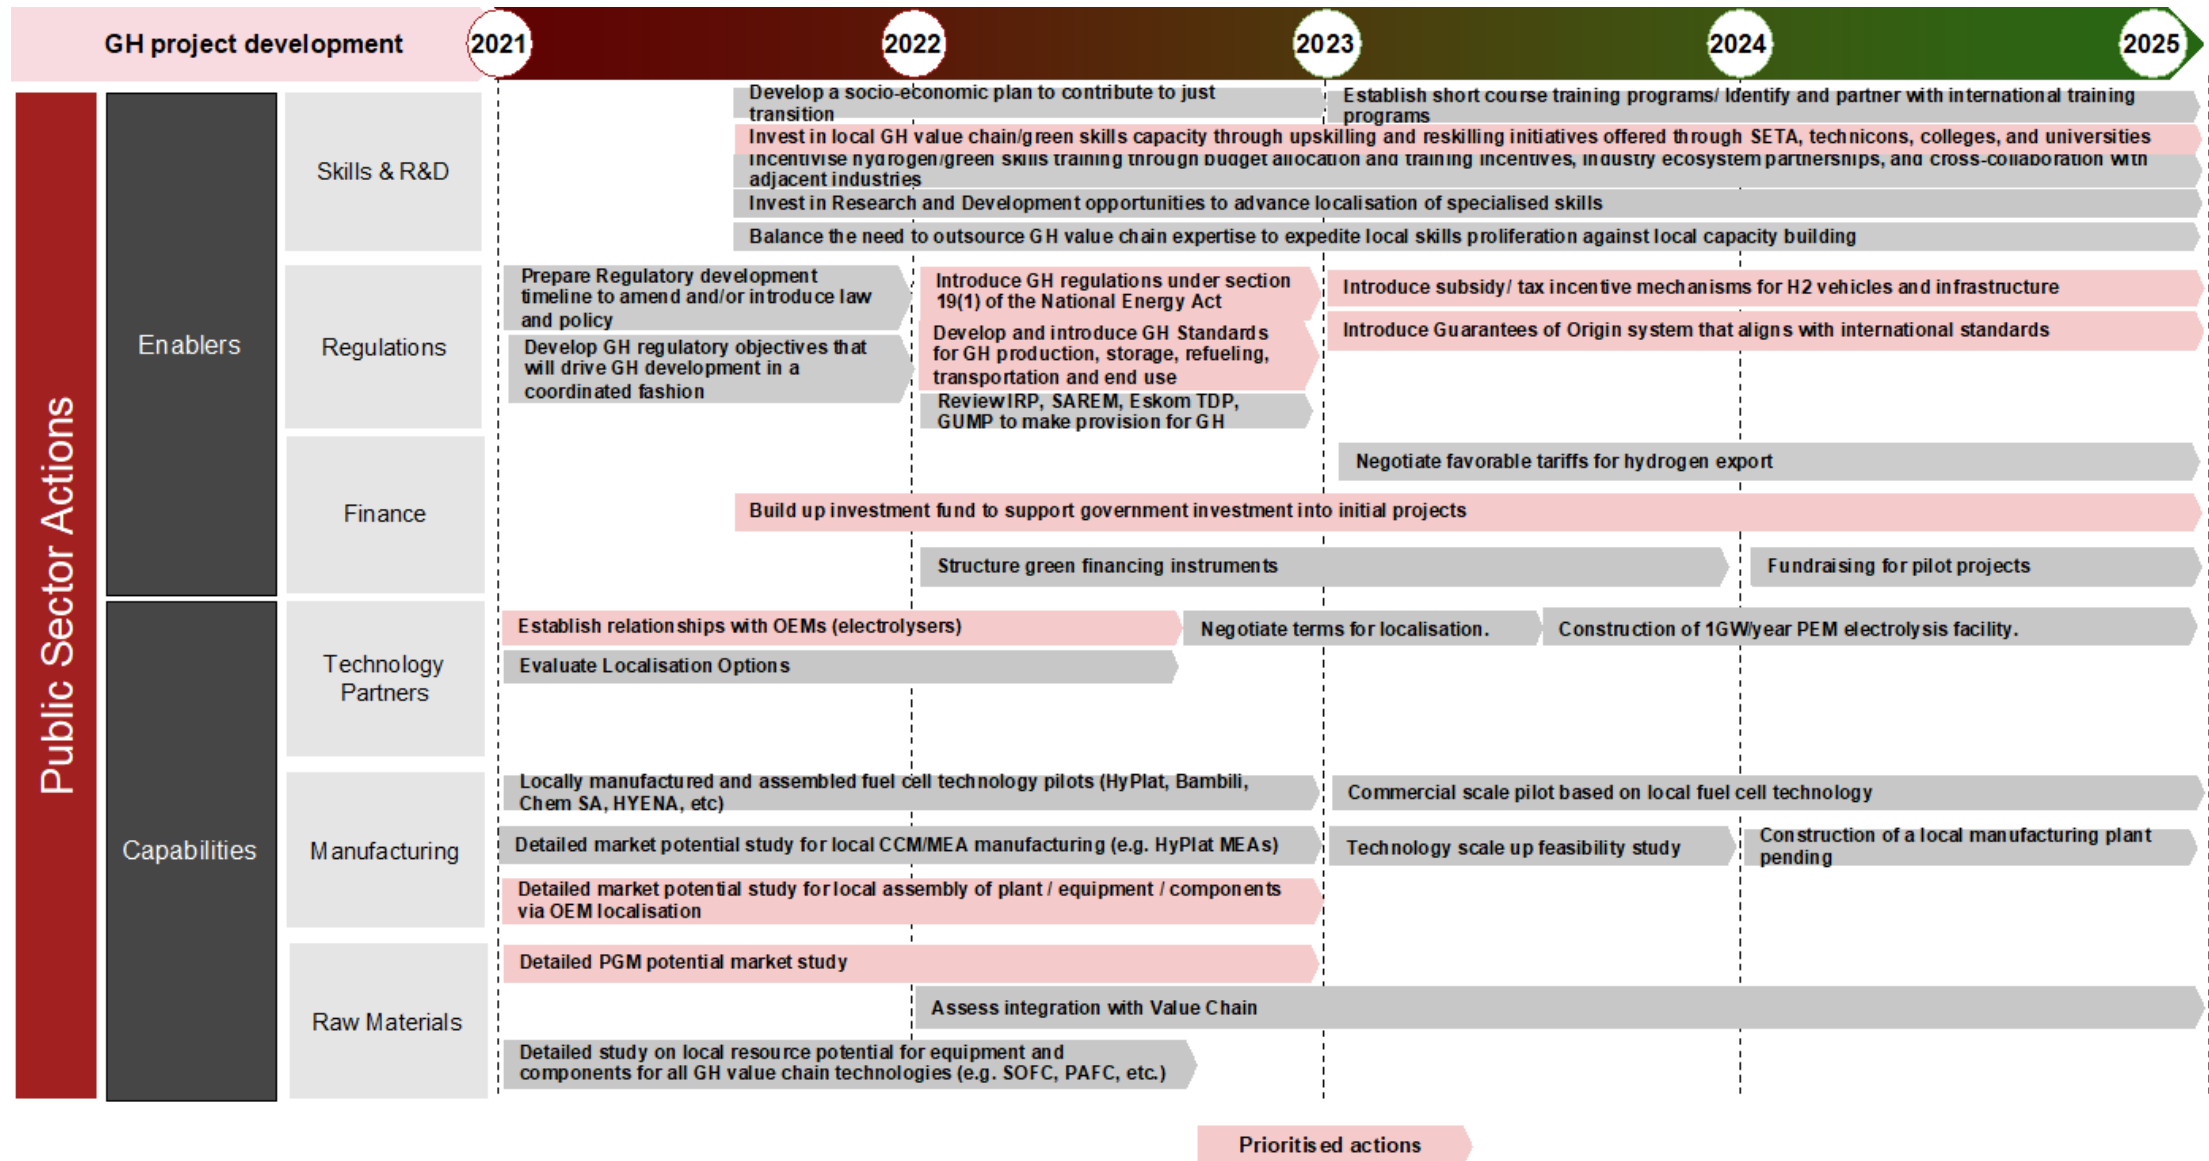 GH project development
2021
2022
2023
2024
2025
Public Sector Actions
Enablers
Skills & R&D
Develop a socio-economic plan to contribute to just
transition
Establish short course training programs/ Identify and partner with international training
programs
Invest in local GH value chain/green skills capacity through upskilling and reskilling initiatives offered through SETA, technicons, colleges, and universities
Incentivise hydrogen/green skills training through budget allocation and training incentives, industry ecosystem partnerships, and cross-collaboration with
adjacent industries
Invest in Research and Development opportunities to advance localisation of specialised skills
Balance the need to outsource GH value chain expertise to expedite local skills proliferation against local capacity building
Regulations
Prepare Regulatory development
timeline to amend and/or introduce law
and policy
Develop GH regulatory objectives that
will drive GH development in a
coordinated fashion
Introduce GH regulations under section
19(1) of the National Energy Act
Develop and introduce GH Standards
for GH production, storage, refueling,
transportation and end use
Review IRP, SAREM, Eskom TDP,
GUMP to make provision for GH
Introduce subsidy/ tax incentive mechanisms for H2 vehicles and infrastructure
Introduce Guarantees of Origin system that aligns with international standards
Finance
Negotiate favorable tariffs for hydrogen export
Build up investment fund to support government investment into initial projects
Structure green financing instruments
Fundraising for pilot projects
Capabilities
Technology
Partners
Establish relationships with OEMs (electrolysers)
Negotiate terms for localisation.
Construction of 1GW/year PEM electrolysis facility.
Evaluate Localisation Options
Manufacturing
Locally manufactured and assembled fuel cell technology pilots (HyPlat, Bambili,
Chem SA, HYENA, etc)
Commercial scale pilot based on local fuel cell technology
Detailed market potential study for local CCM/MEA manufacturing (e.g. HyPlat MEAs)
Technology scale up feasibility study
Construction of a local manufacturing plant
pending
Detailed market potential study for local assembly of plant / equipment / components
via OEM localisation
Raw Materials
Detailed PGM potential market study
Assess integration with Value Chain
Detailed study on local resource potential for equipment and
components for all GH value chain technologies (e.g. SOFC, PAFC, etc.)
Prioritised actions